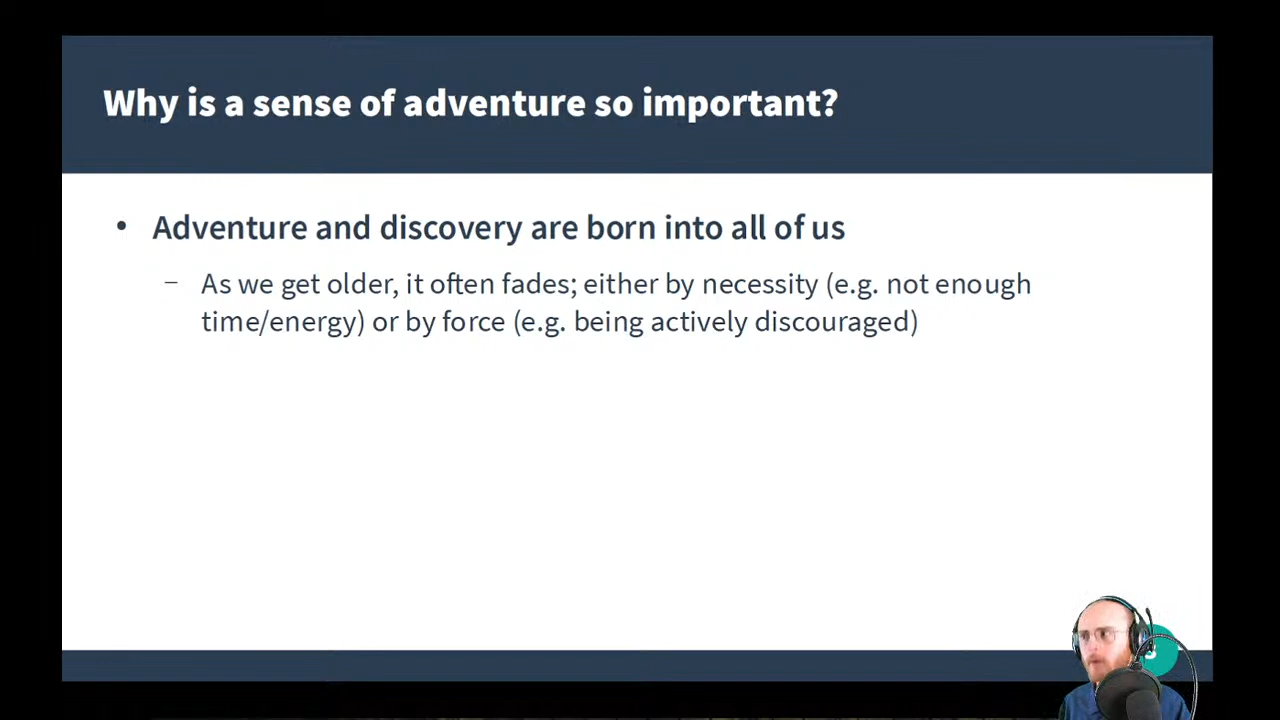 Why is a sense of adventure so important?
• Adventure and discovery are born into all of us
– As we get older, it often fades; either by necessity (e.g. not enough
time/energy) or by force (e.g. being actively discouraged)